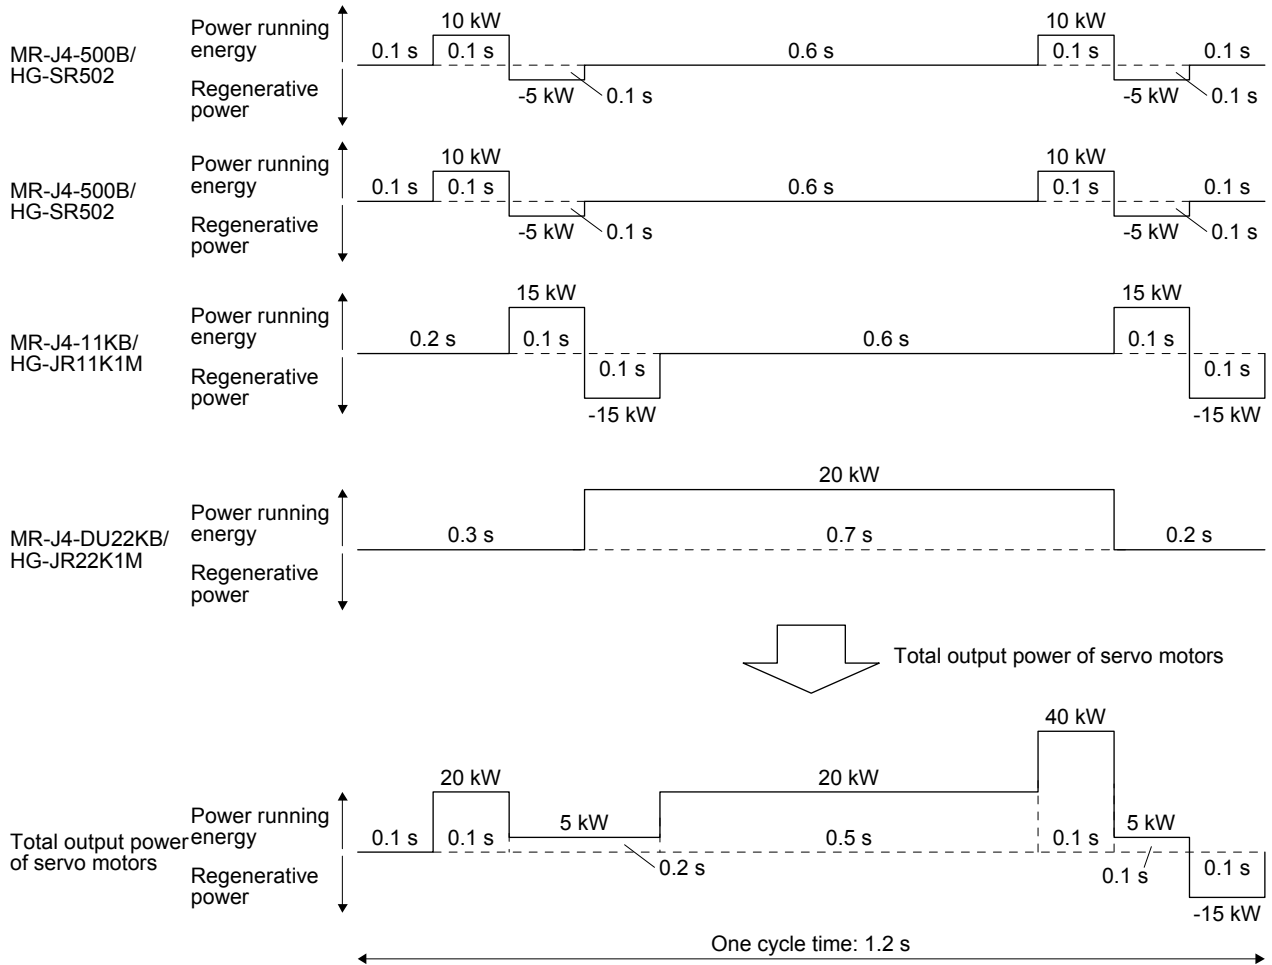 MR-J4-500B/
HG-SR502
Power running
energy
Regenerative
power
0.1 s
10 kW
0.1 s
-5 kW
0.1 s
0.6 s
10 kW
0.1 s
-5 kW
0.1 s
0.1 s
MR-J4-500B/
HG-SR502
Power running
energy
Regenerative
power
0.1 s
10 kW
0.1 s
-5 kW
0.1 s
0.6 s
10 kW
0.1 s
-5 kW
0.1 s
0.1 s
MR-J4-11KB/
HG-JR11K1M
Power running
energy
Regenerative
power
0.2 s
15 kW
0.1 s
0.1 s
-15 kW
0.6 s
15 kW
0.1 s
0.1 s
-15 kW
MR-J4-DU22KB/
HG-JR22K1M
Power running
energy
Regenerative
power
0.3 s
20 kW
0.7 s
0.2 s
Total output power of servo motors
Total output power
of servo motors
Power running
energy
Regenerative
power
0.1 s
20 kW
0.1 s
5 kW
0.2 s
20 kW
0.5 s
40 kW
0.1 s
5 kW
0.1 s
0.1 s
-15 kW
One cycle time: 1.2 s